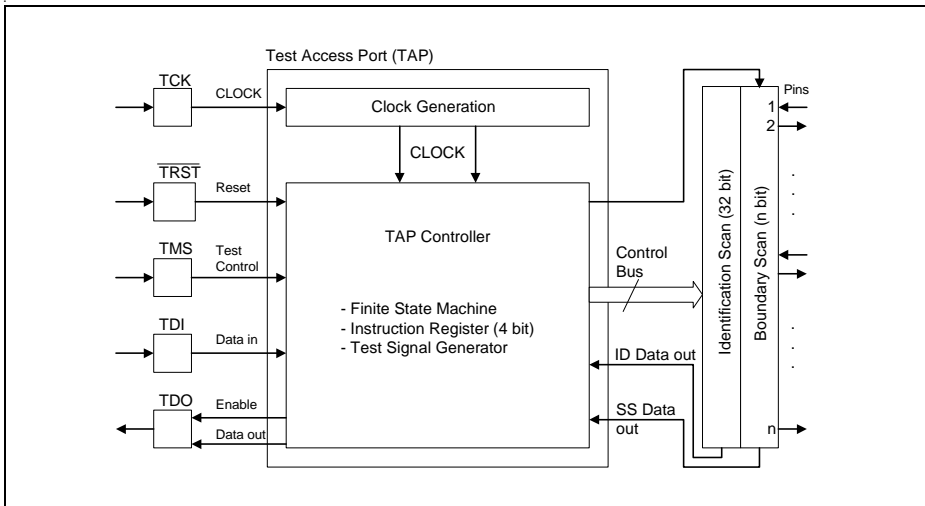 Test Access Port (TAP)
TCK
CLOCK
Clock Generation
CLOCK
TRST
Reset
TMS
Test
Control
TDI
Data in
TDO
Enable
Data out
TAP Controller
- Finite State Machine
- Instruction Register (4 bit)
- Test Signal Generator
Control
Bus
ID Data out
SS Data
out
Identification Scan (32 bit)
Boundary Scan (n bit)
Pins
1
2
.
.
.
.
.
.
n